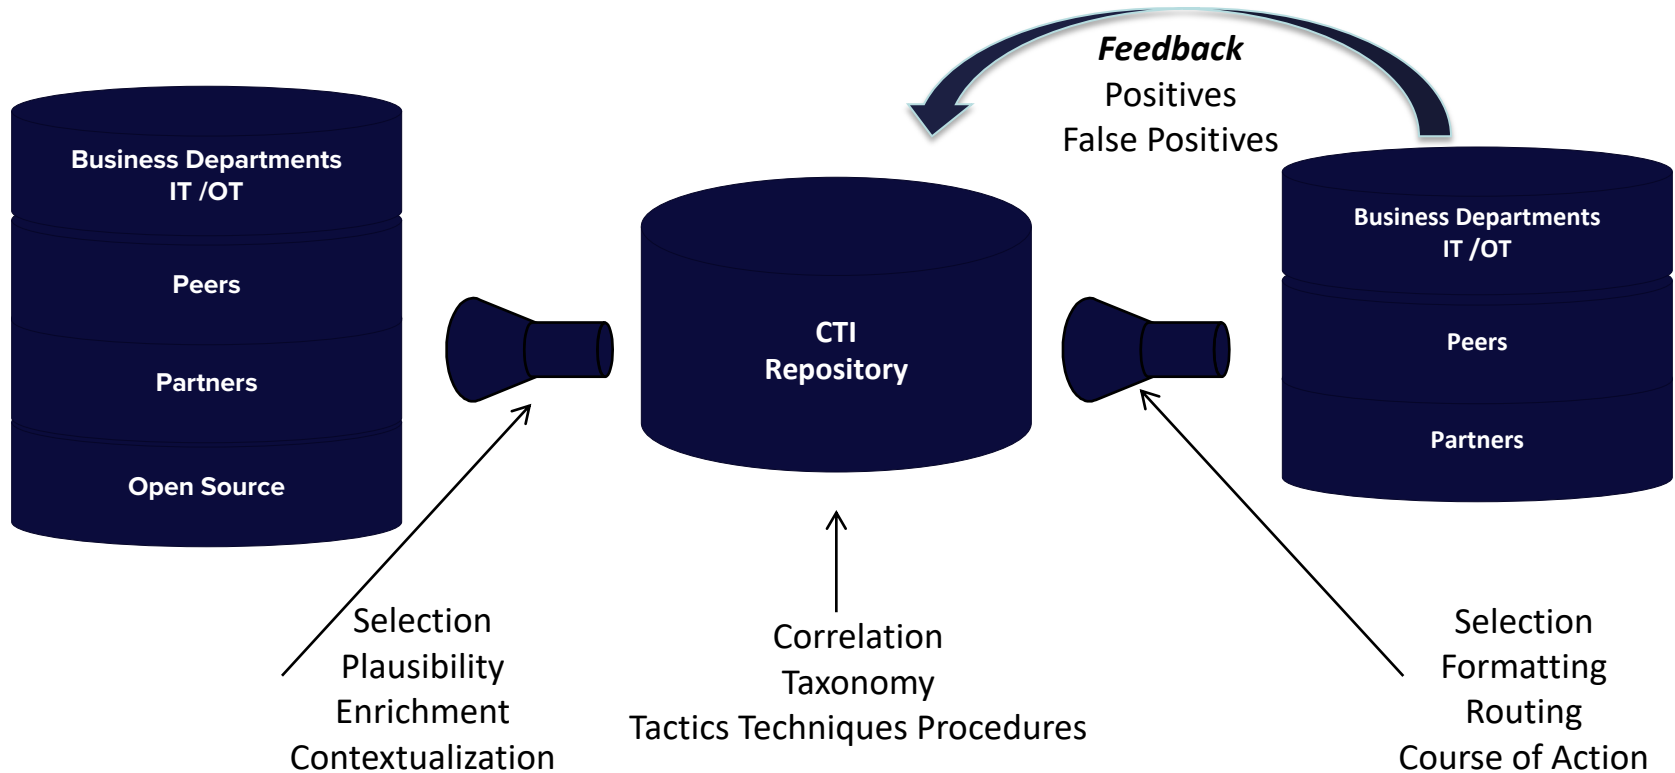 Feedback
Positives
False Positives
Business Departments
IT /OT
Peers
Partners
Open Source
CTI
Repository
Business Departments
IT /OT
Peers
Partners
Selection
Plausibility
Enrichment
Contextualization
Correlation
Taxonomy
Tactics Techniques Procedures
Selection
Formatting
Routing
Course of Action